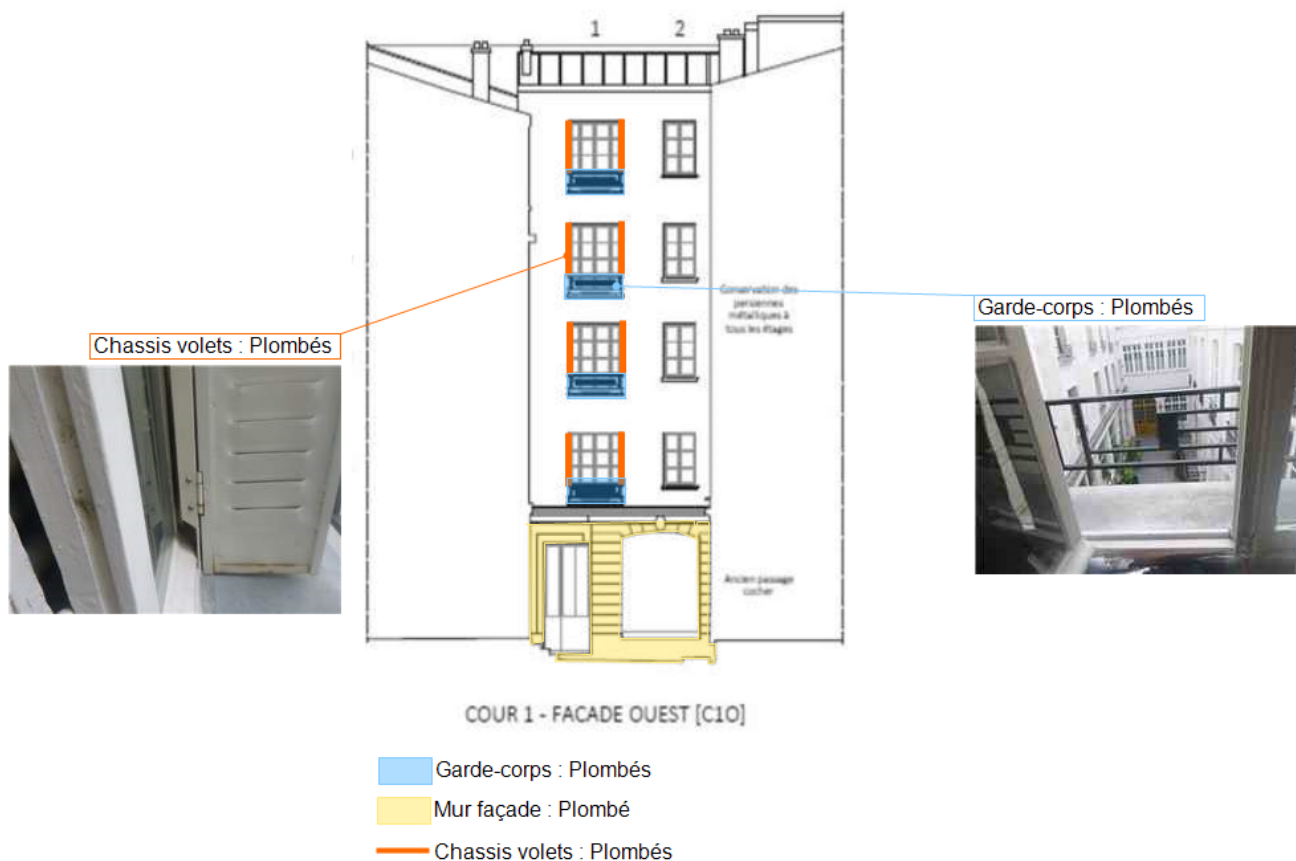 1 2
Conservation des
persiennes
métalliques à
tous les étages
Garde-corps : Plombés
Chassis volets : Plombés
Ancien passage
cocher
COUR 1 - FACADE OUEST [C1O]
Garde-corps : Plombés
Mur façade : Plombé
Chassis volets : Plombés